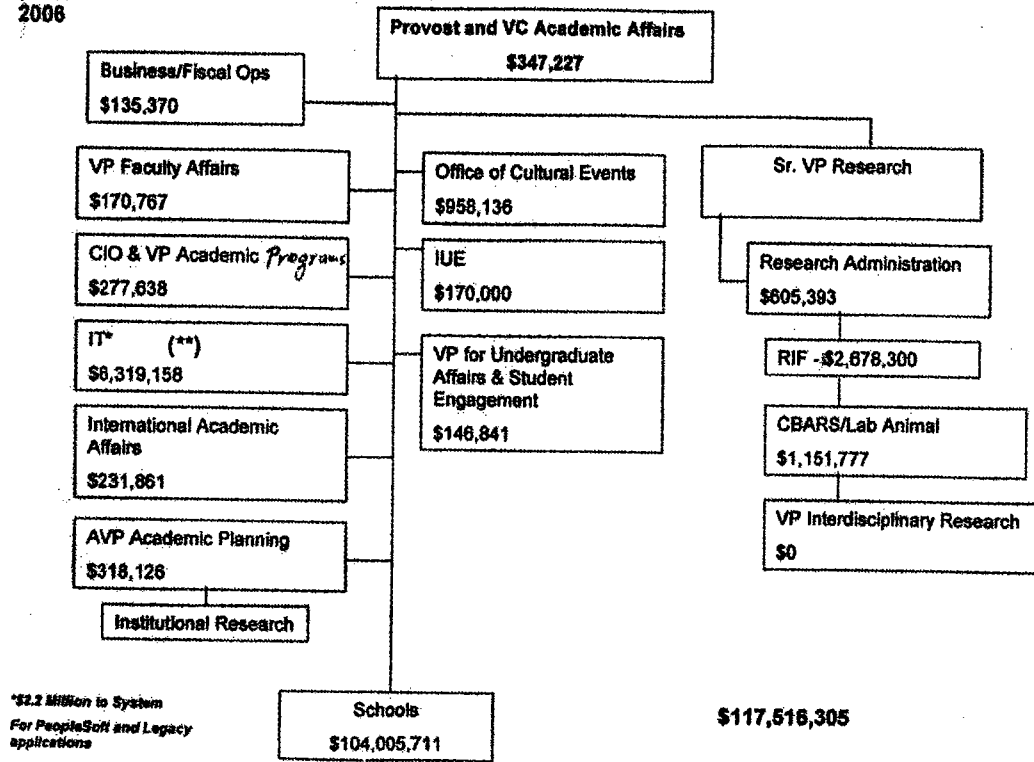 2006
Provost and VC Academic Affairs
$347,227
Business/Fiscal Ops
$135,370
VP Faculty Affairs
$170,767
CIO & VP Academic Programs
$277,638
IT* (**)
$6,319,158
International Academic
Affairs
$231,861
AVP Academic Planning
$318,126
Institutional Research
Office of Cultural Events
$958,136
IUE
$170,000
VP for Undergraduate
Affairs & Student
Engagement
$146,841
Sr. VP Research
Research Administration
$605,393
RIF - $2,678,300
CBARS/Lab Animal
$1,151,777
VP Interdisciplinary Research
$0
*$2.2 Million to System
For PeopleSoft and Legacy
applications
Schools
$104,005,711
$117,516,305